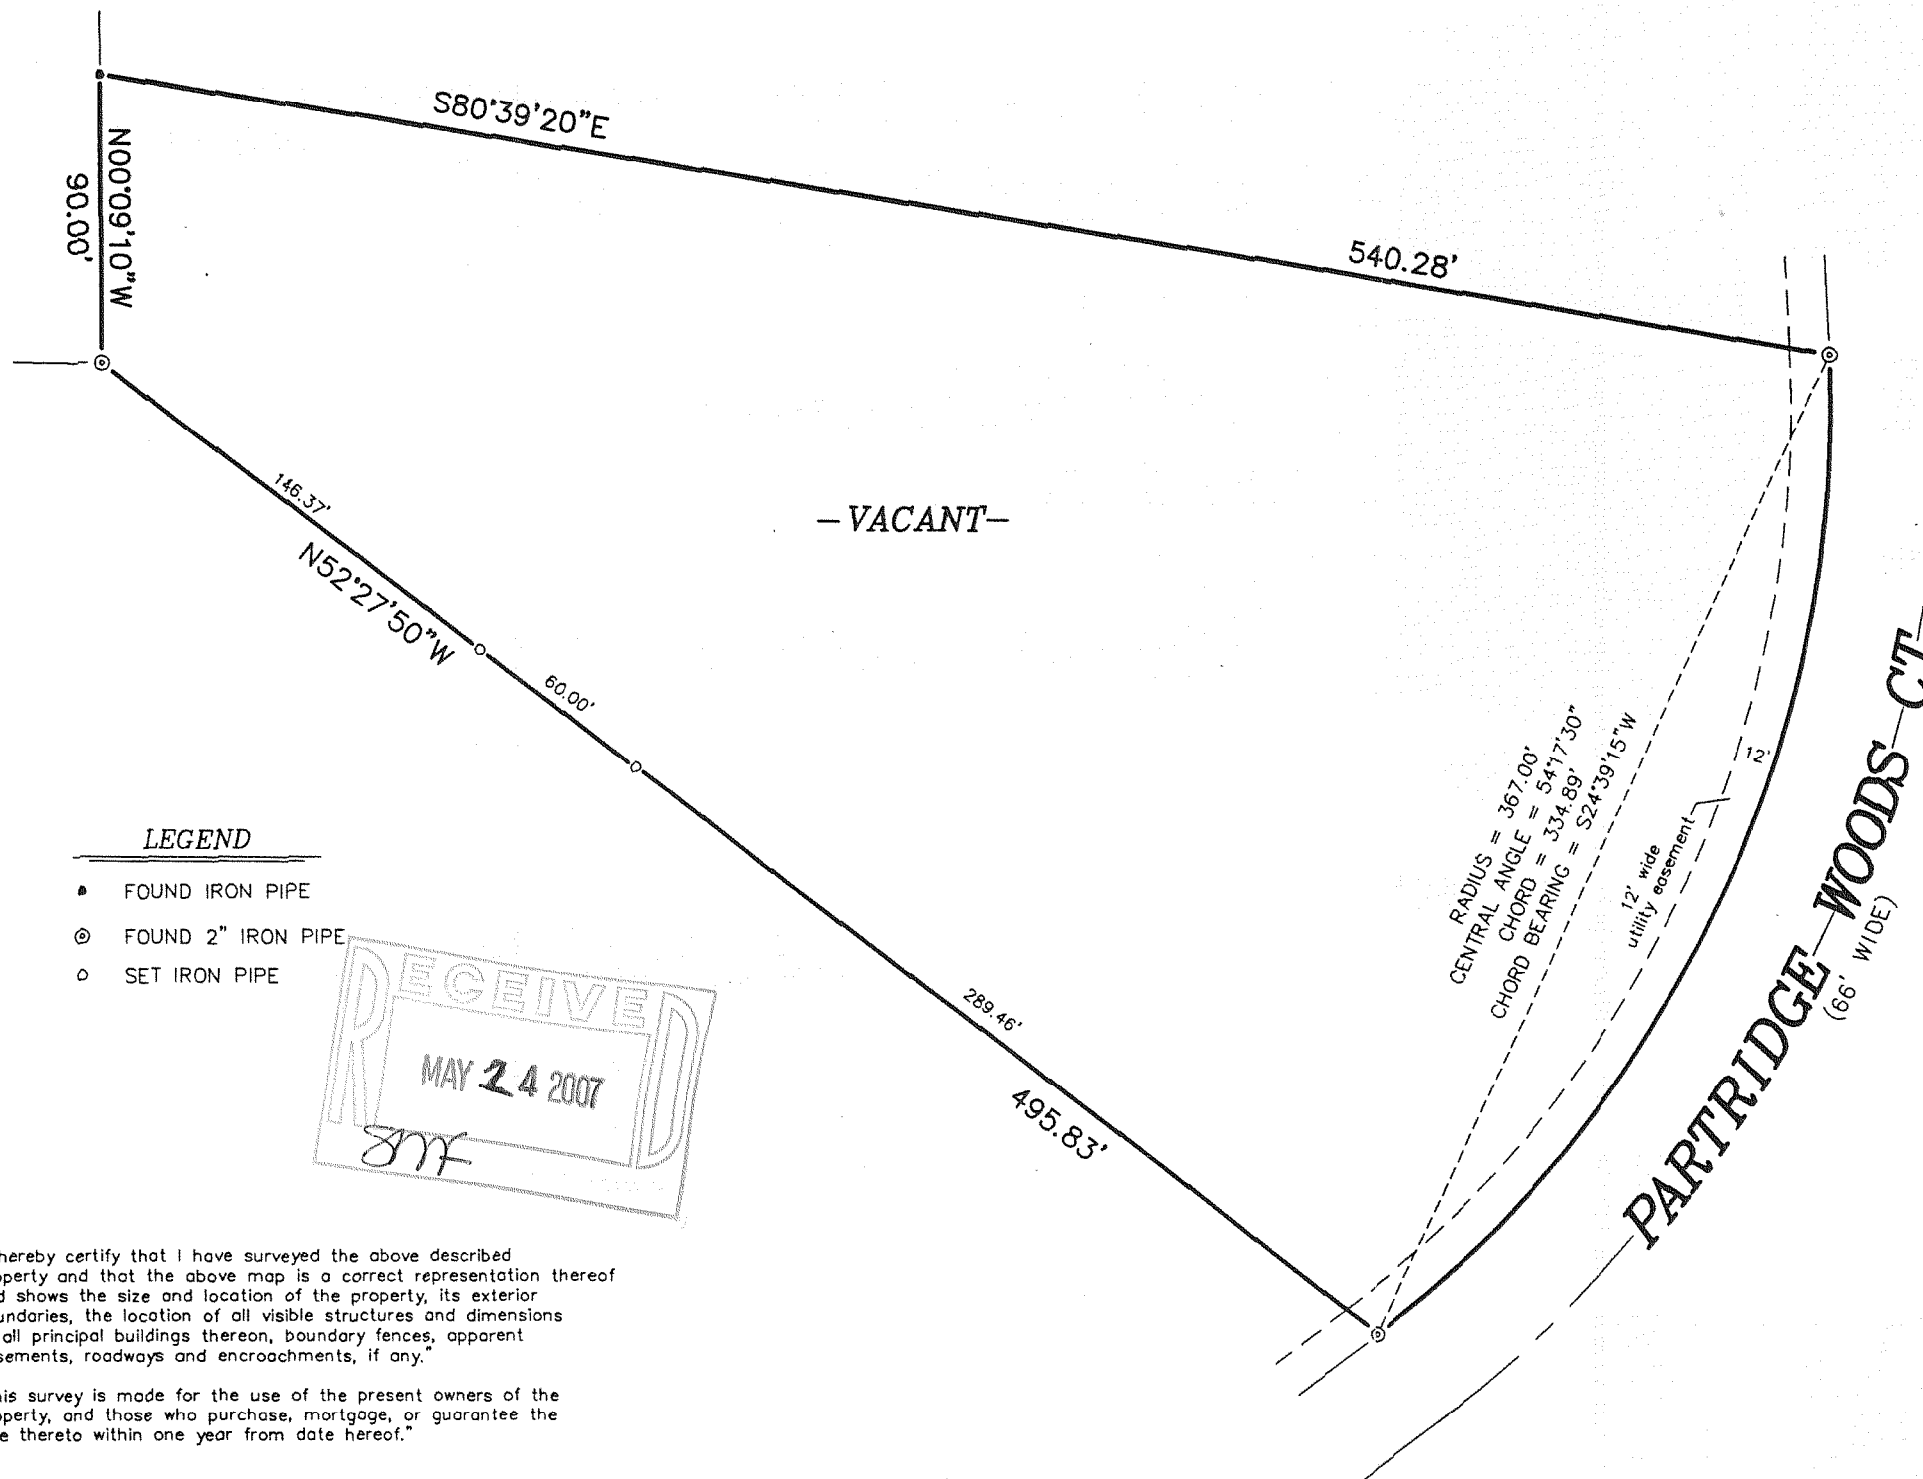 S80°39'20"E
540.28'
N00°09'10"W
90.00'
146.37'
N52°27'50"W
60.00'
-VACANT-
289.46'
495.83'
RADIUS = 367.00'
CENTRAL ANGLE = 54°17'30"
CHORD = 334.89'
CHORD BEARING = S24°39'15"W
12'
12' wide
utility easement
PARTRIDGE WOODS CT
(66' WIDE)
LEGEND
FOUND IRON PIPE
FOUND 2" IRON PIPE
SET IRON PIPE
RECEIVED
MAY 24 2007
hereby certify that I have surveyed the above described
perty and that the above map is a correct representation thereof
d shows the size and location of the property, its exterior
undaries, the location of all visible structures and dimensions
all principal buildings thereon, boundary fences, apparent
sements, roadways and encroachments, if any."
is survey is made for the use of the present owners of the
operty, and those who purchase, mortgage, or guarantee the
e thereto within one year from date hereof."